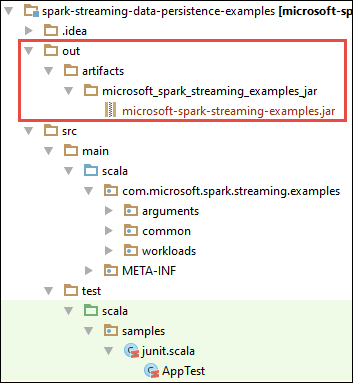 spark-streaming-data-persistence-examples [microsoft-sp
.idea
out
artifacts
microsoft_spark_streaming_examples_jar
microsoft-spark-streaming-examples.jar
src
main
scala
com.microsoft.spark.streaming.examples
arguments
common
workloads
META-INF
test
scala
samples
junit.scala
AppTest